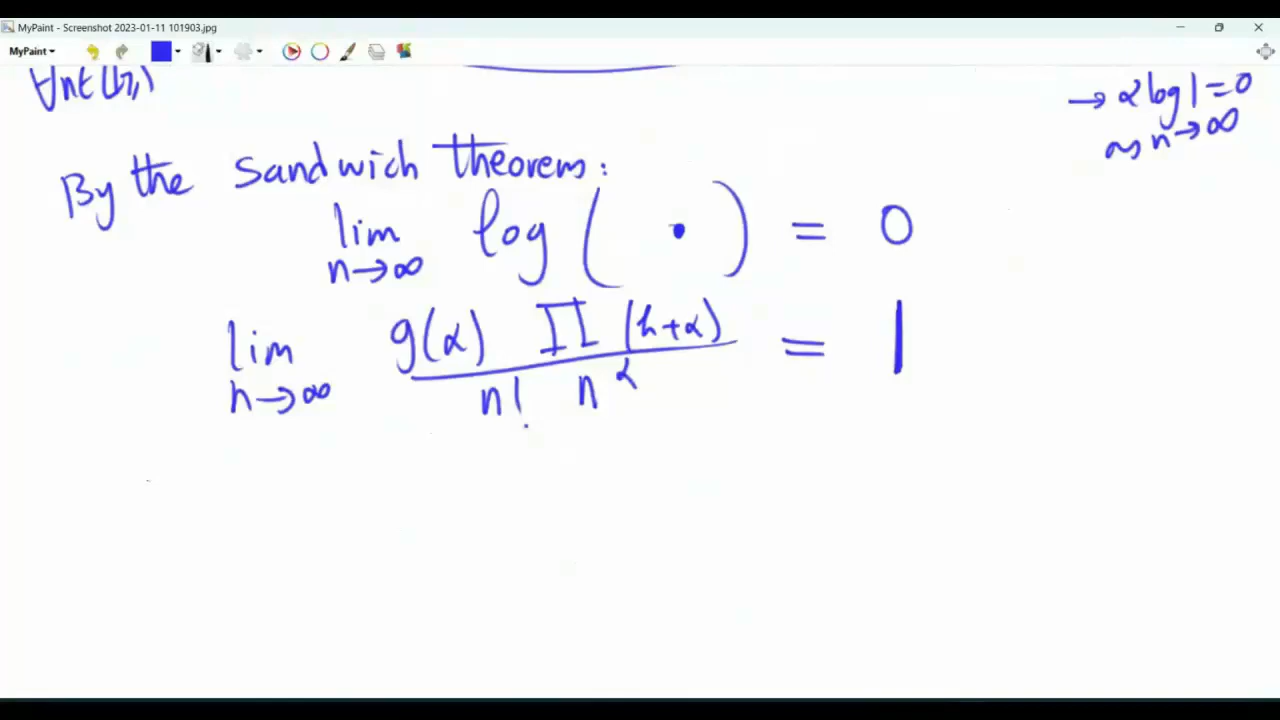 MyPaint - Screenshot 2023-01-11 101903.jpg
MyPaint
→ α log 1 = 0
as n → ∞
By the sandwich theorem:
lim n→∞ log ( • ) = 0
lim n→∞ g(α) ∏ (h+α) / n! n^α = 1